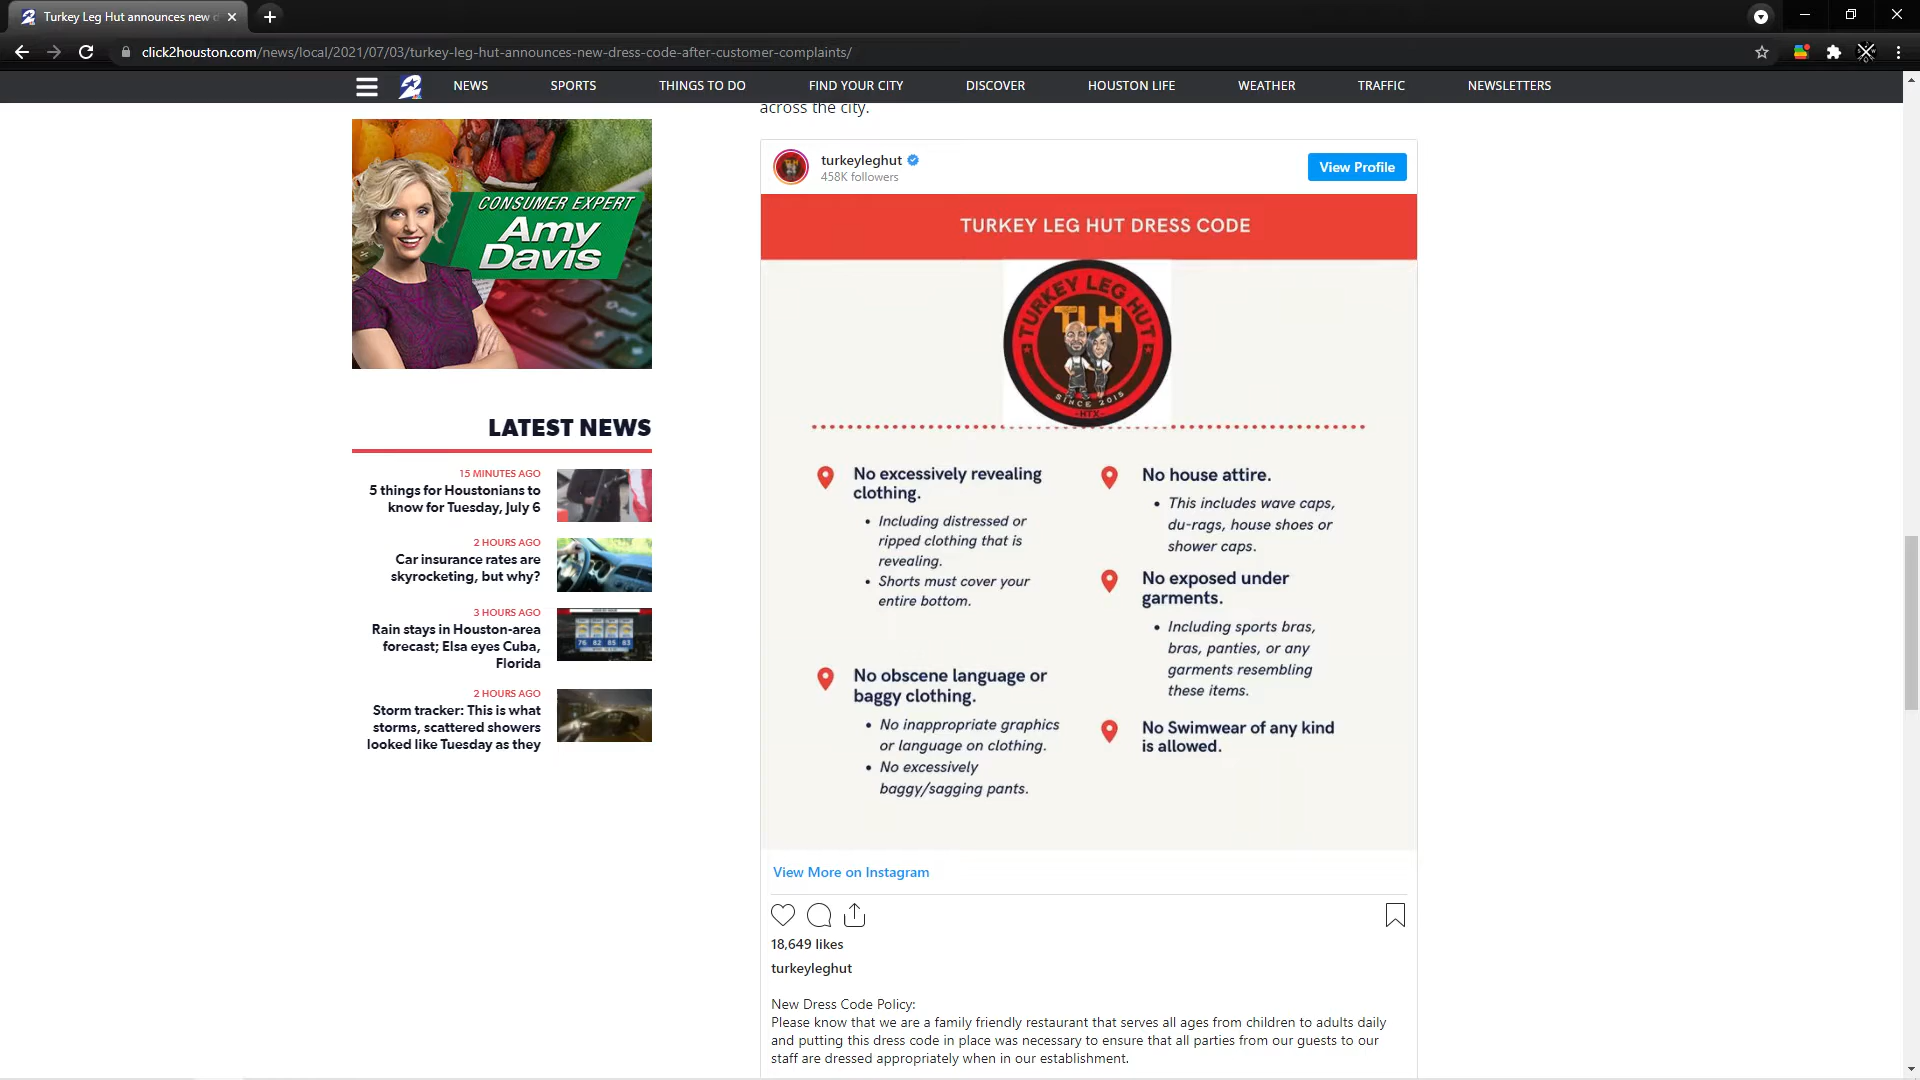 Turkey Leg Hut announces new d
click2houston.com/news/local/2021/07/03/turkey-leg-hut-announces-new-dress-code-after-customer-complaints/
NEWS
SPORTS
THINGS TO DO
FIND YOUR CITY
DISCOVER
HOUSTON LIFE
WEATHER
TRAFFIC
NEWSLETTERS
across the city.
CONSUMER EXPERT
Amy
Davis
LATEST NEWS
15 MINUTES AGO
5 things for Houstonians to
know for Tuesday, July 6
2 HOURS AGO
Car insurance rates are
skyrocketing, but why?
3 HOURS AGO
Rain stays in Houston-area
forecast; Elsa eyes Cuba,
Florida
76 82 85 83
2 HOURS AGO
Storm tracker: This is what
storms, scattered showers
looked like Tuesday as they
turkeyleghut
458K followers
View Profile
TURKEY LEG HUT DRESS CODE
TURKEY LEG HUT
TLH
SINCE 2015
-HTX-
No excessively revealing
clothing.
• Including distressed or
ripped clothing that is
revealing.
• Shorts must cover your
entire bottom.
No obscene language or
baggy clothing.
• No inappropriate graphics
or language on clothing.
• No excessively
baggy/sagging pants.
No house attire.
• This includes wave caps,
du-rags, house shoes or
shower caps.
No exposed under
garments.
• Including sports bras,
bras, panties, or any
garments resembling
these items.
No Swimwear of any kind
is allowed.
View More on Instagram
18,649 likes
turkeyleghut
New Dress Code Policy:
Please know that we are a family friendly restaurant that serves all ages from children to adults daily
and putting this dress code in place was necessary to ensure that all parties from our guests to our
staff are dressed appropriately when in our establishment.